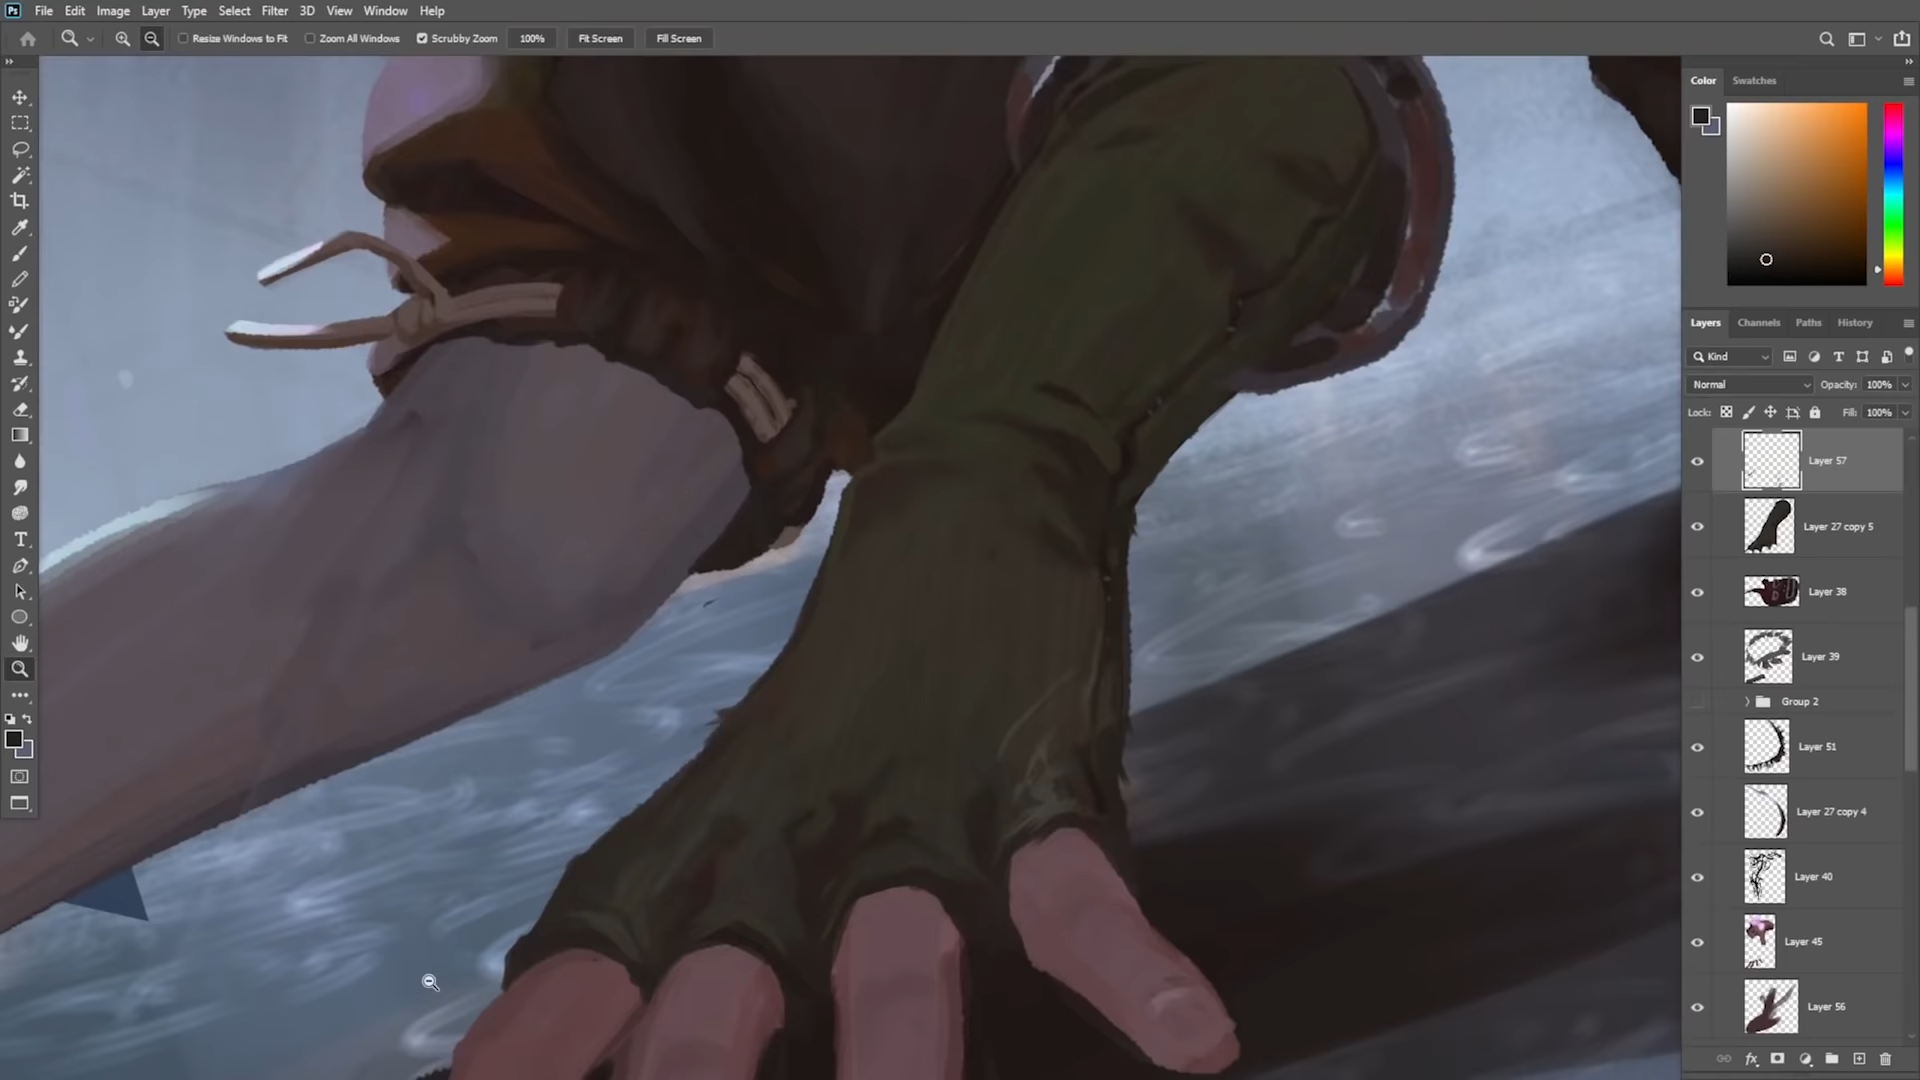 Ps File Edit Image Layer Type Select Filter 3D View Window Help
Resize Windows to Fit Zoom All Windows Scrubby Zoom 100% Fit Screen Fill Screen
Color Swatches
Layers Channels Paths History
Kind
Normal Opacity: 100%
Lock: Fill: 100%
Layer 57
Layer 27 copy 5
Layer 38
Layer 39
Group 2
Layer 51
Layer 27 copy 4
Layer 40
Layer 45
Layer 56